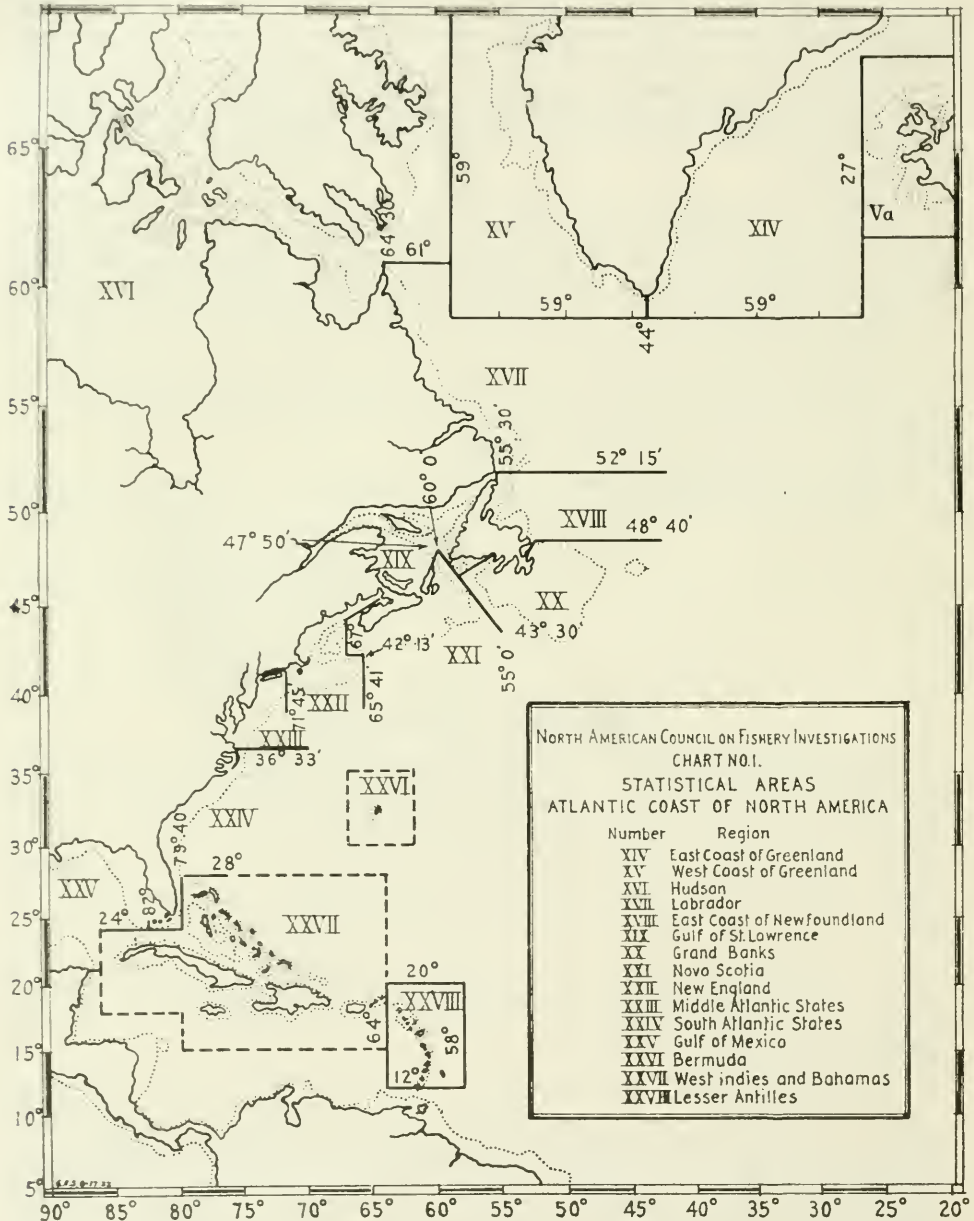 65°
60°
55°
50°
45°
40°
35°
30°
25°
20°
15°
10°
5°
90° 85° 80° 75° 70° 65° 60° 55° 50° 45° 40° 35° 30° 25° 20°
59°
27°
Va
XV
XIV
64° 30'
61°
59° 59°
44°
XVI
XVII
55° 30'
52° 15'
60° 0'
XVIII
48° 40'
47° 50'
XIX
XX
43° 30'
67°
42° 13'
XXI
55° 0'
65° 41'
71° 45'
XXII
XXIII
36° 33'
XXVI
XXIV
79° 40'
28°
XXV
82°
24°
XXVII
20°
XXVIII
64°
58°
12°
NORTH AMERICAN COUNCIL ON FISHERY INVESTIGATIONS
CHART NO.1.
STATISTICAL AREAS
ATLANTIC COAST OF NORTH AMERICA
Number Region
XIV East Coast of Greenland
XV West Coast of Greenland
XVI Hudson
XVII Labrador
XVIII East Coast of Newfoundland
XIX Gulf of St. Lawrence
XX Grand Banks
XXI Nova Scotia
XXII New England
XXIII Middle Atlantic States
XXIV South Atlantic States
XXV Gulf of Mexico
XXVI Bermuda
XXVII West indies and Bahamas
XXVIII Lesser Antilles